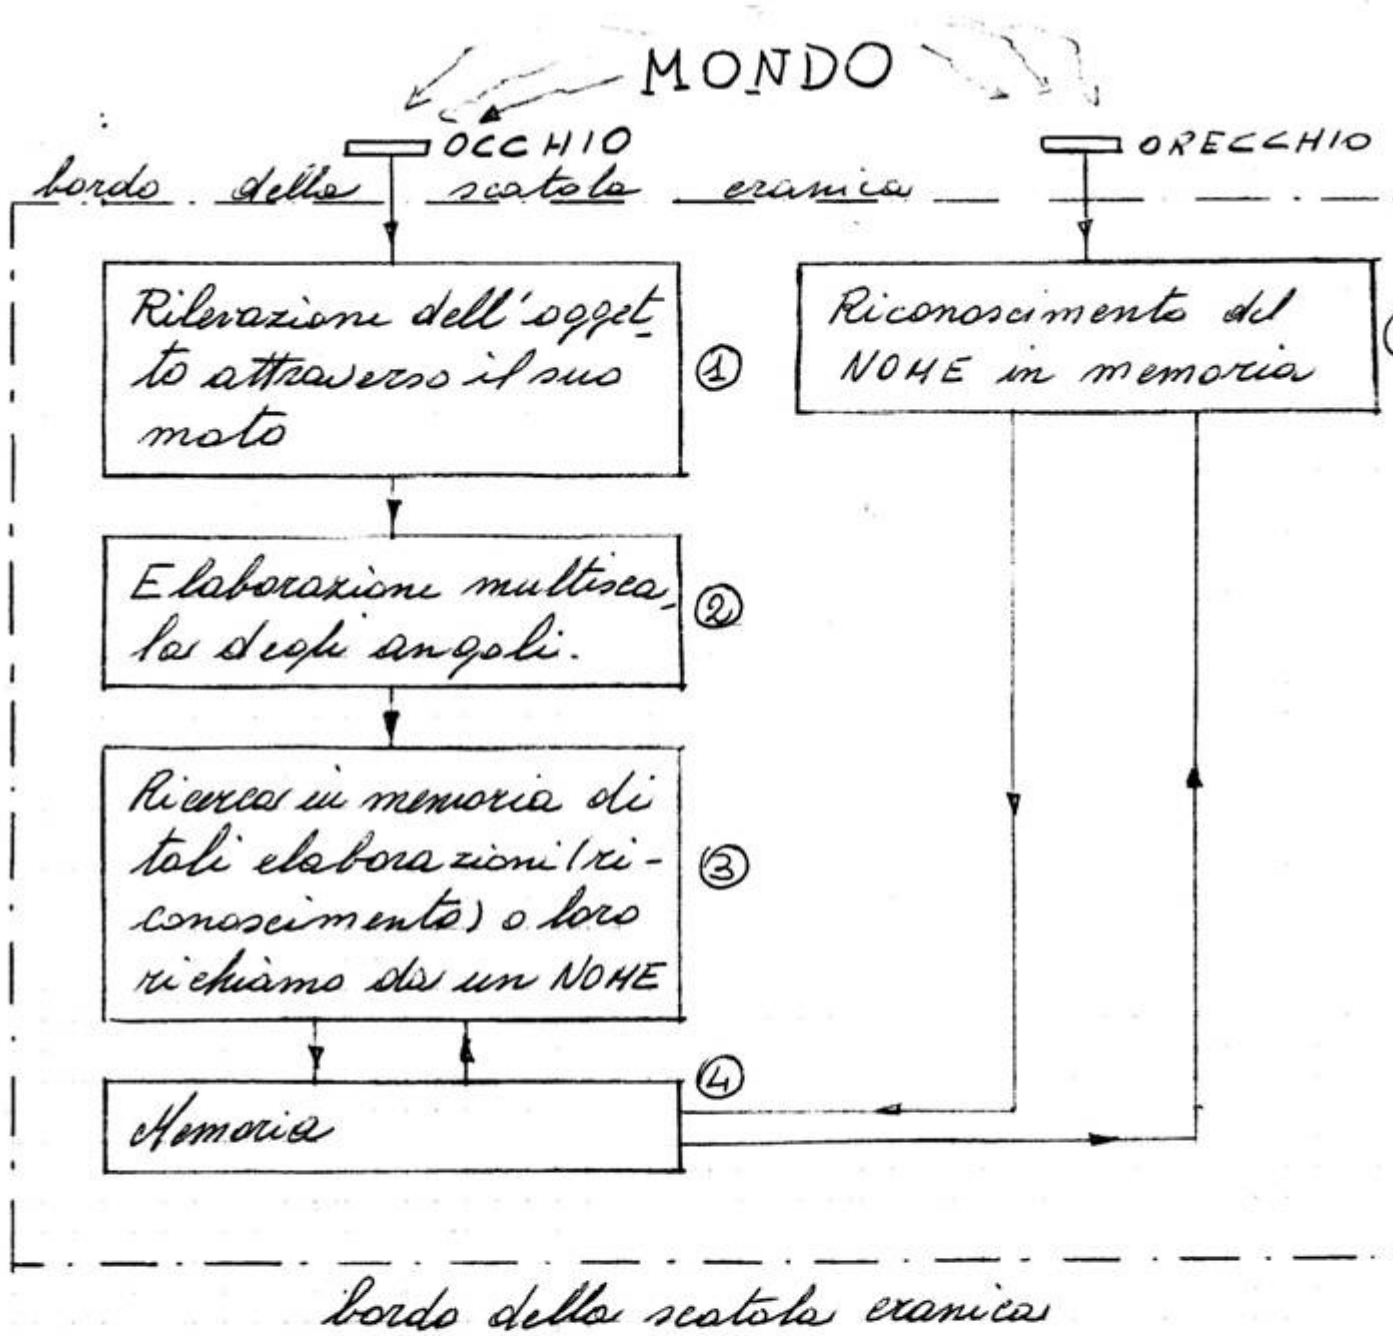 MONDO
OCCHIO
ORECCHIO
bordo della scatola cranica
Rilevazione dell'ogget-
to attraverso il suo
moto
1
Riconoscimento del
NOME in memoria
Elaborazione multisca-
la degli angoli.
2
Ricerca in memoria di
tali elaborazioni (ri-
conoscimento) o loro
richiamo da un NOME
3
Memoria
4
bordo della scatola cranica